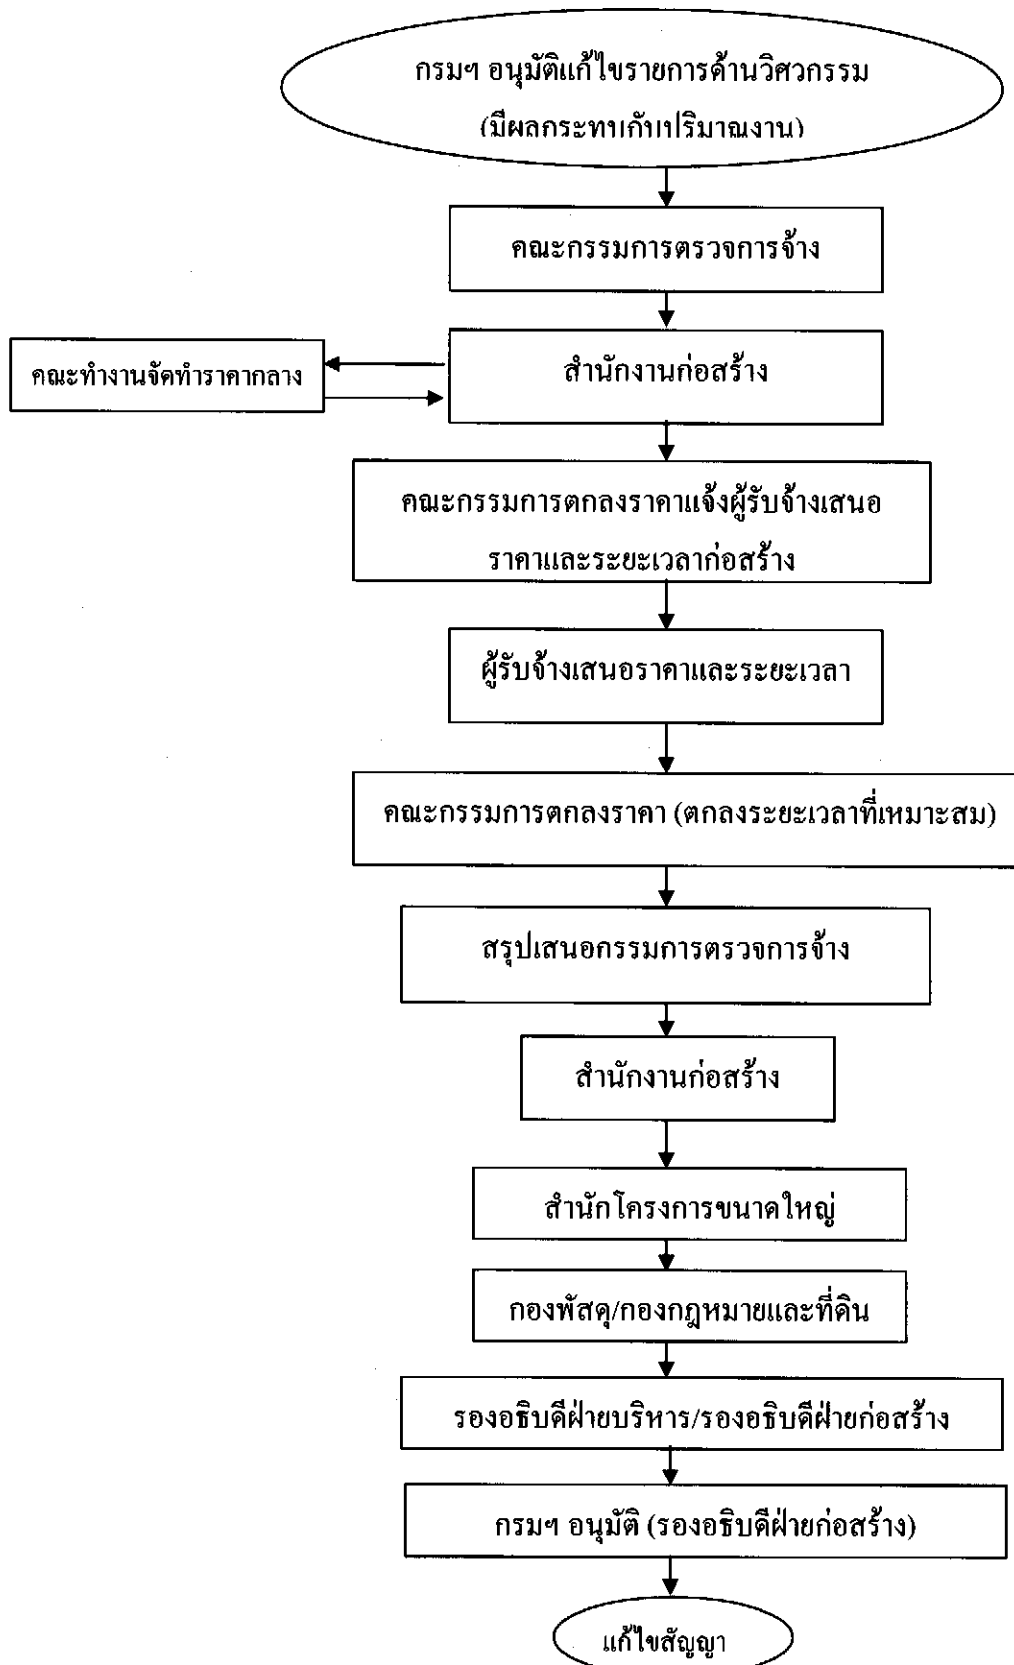 กรมฯ อนุมัติแก้ไขรายการด้านวิศวกรรม
(มีผลกระทบกับปริมาณงาน)
คณะกรรมการตรวจการจ้าง
สำนักงานก่อสร้าง
คณะทำงานจัดทำราคากลาง
คณะกรรมการตกลงราคาแจ้งผู้รับจ้างเสนอ
ราคาและระยะเวลาก่อสร้าง
ผู้รับจ้างเสนอราคาและระยะเวลา
คณะกรรมการตกลงราคา (ตกลงระยะเวลาที่เหมาะสม)
สรุปเสนอกรรมการตรวจการจ้าง
สำนักงานก่อสร้าง
สำนักโครงการขนาดใหญ่
กองพัสดุ/กองกฎหมายและที่ดิน
รองอธิบดีฝ่ายบริหาร/รองอธิบดีฝ่ายก่อสร้าง
กรมฯ อนุมัติ (รองอธิบดีฝ่ายก่อสร้าง)
แก้ไขสัญญา